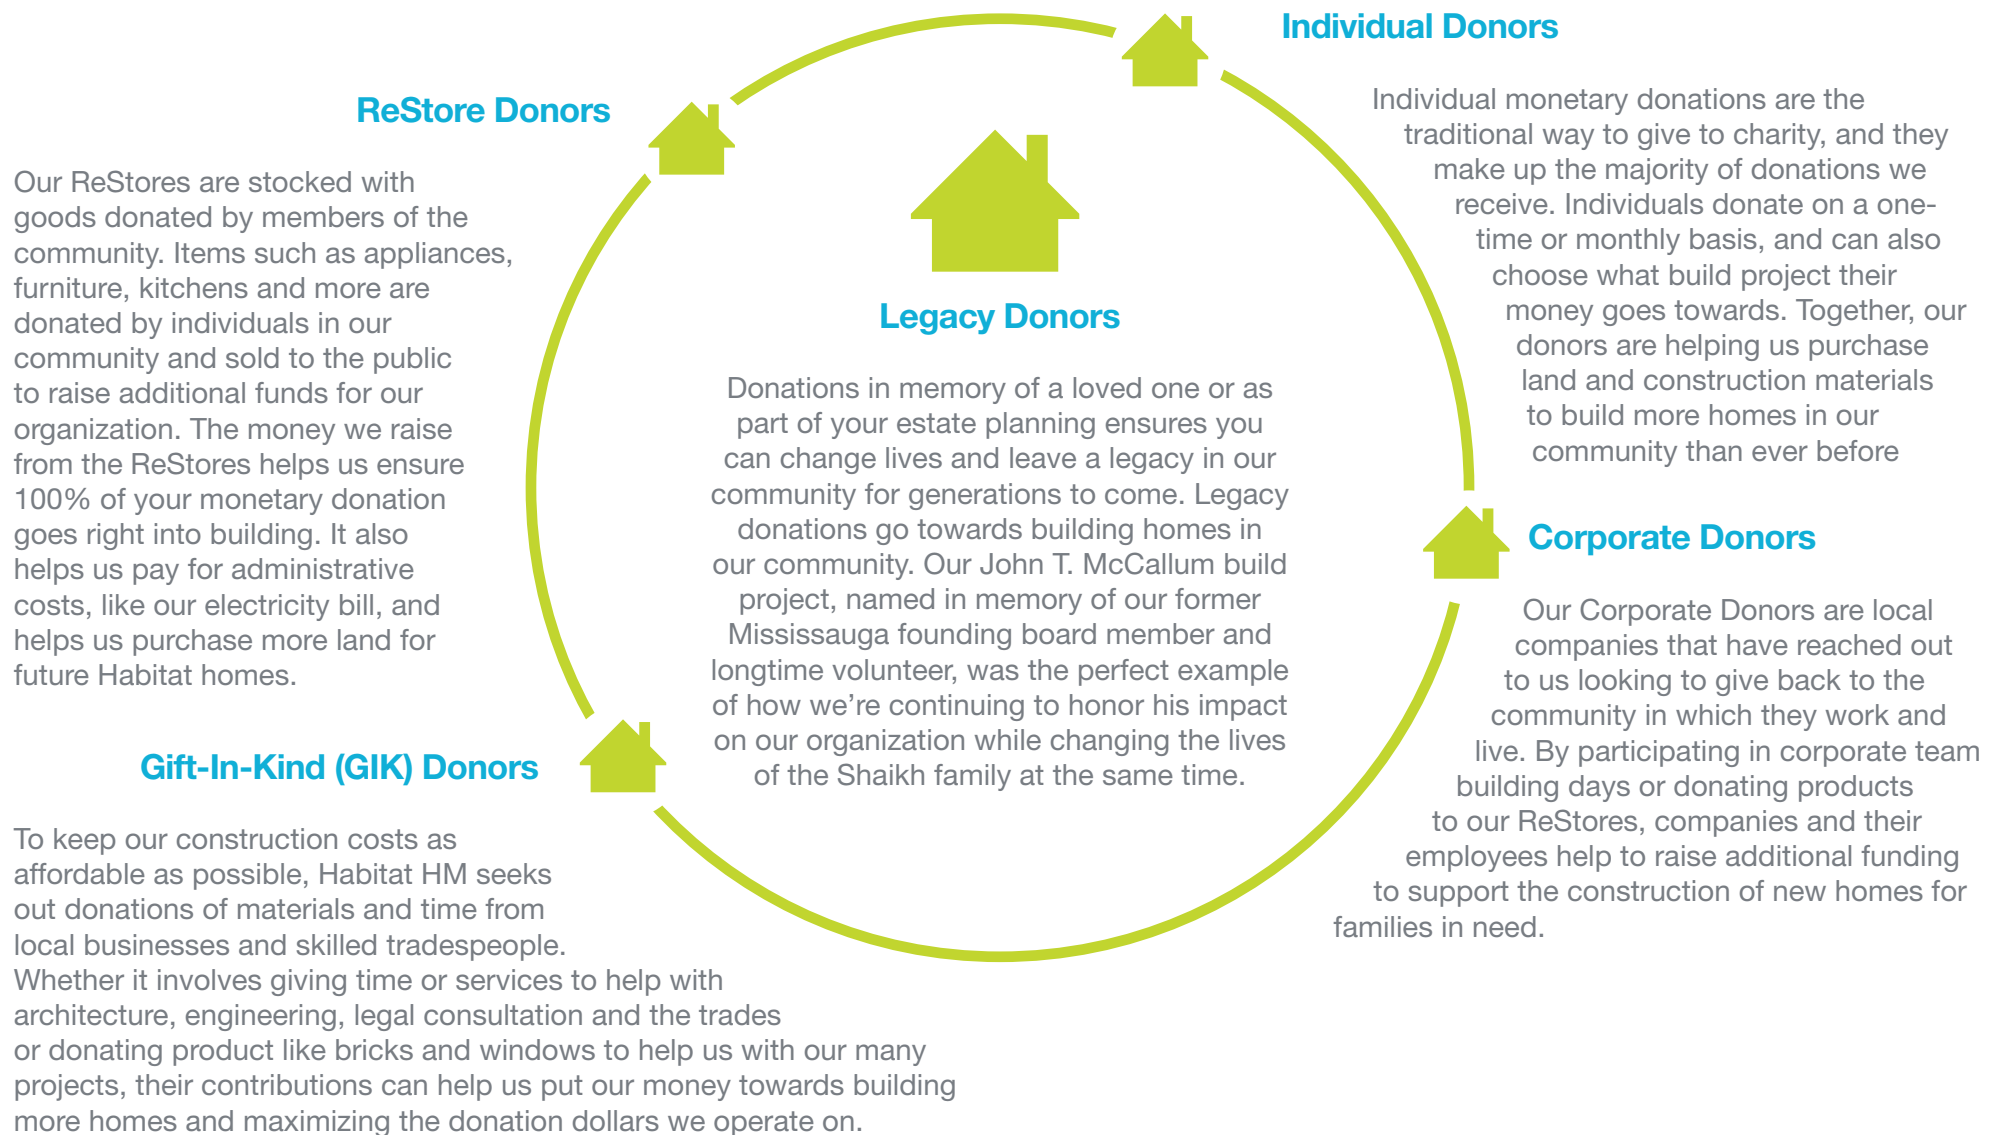 Individual Donors
Individual monetary donations are the
traditional way to give to charity, and they
make up the majority of donations we
receive. Individuals donate on a one-
time or monthly basis, and can also
choose what build project their
money goes towards. Together, our
donors are helping us purchase
land and construction materials
to build more homes in our
community than ever before
ReStore Donors
Our ReStores are stocked with
goods donated by members of the
community. Items such as appliances,
furniture, kitchens and more are
donated by individuals in our
community and sold to the public
to raise additional funds for our
organization. The money we raise
from the ReStores helps us ensure
100% of your monetary donation
goes right into building. It also
helps us pay for administrative
costs, like our electricity bill, and
helps us purchase more land for
future Habitat homes.
Legacy Donors
Donations in memory of a loved one or as
part of your estate planning ensures you
can change lives and leave a legacy in our
community for generations to come. Legacy
donations go towards building homes in
our community. Our John T. McCallum build
project, named in memory of our former
Mississauga founding board member and
longtime volunteer, was the perfect example
of how we’re continuing to honor his impact
on our organization while changing the lives
of the Shaikh family at the same time.
Corporate Donors
Our Corporate Donors are local
companies that have reached out
to us looking to give back to the
community in which they work and
live. By participating in corporate team
building days or donating products
to our ReStores, companies and their
employees help to raise additional funding
to support the construction of new homes for
families in need.
Gift-In-Kind (GIK) Donors
To keep our construction costs as
affordable as possible, Habitat HM seeks
out donations of materials and time from
local businesses and skilled tradespeople.
Whether it involves giving time or services to help with
architecture, engineering, legal consultation and the trades
or donating product like bricks and windows to help us with our many
projects, their contributions can help us put our money towards building
more homes and maximizing the donation dollars we operate on.